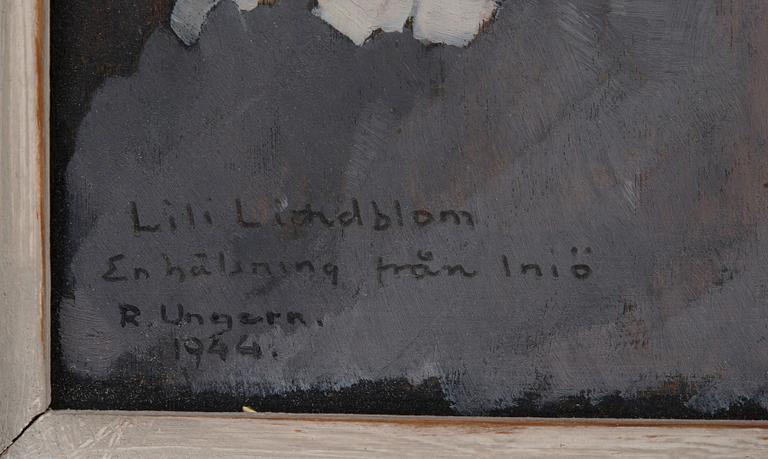 Lili Lindblom
En hälsning från Iniö
R. Ungern.
1944.